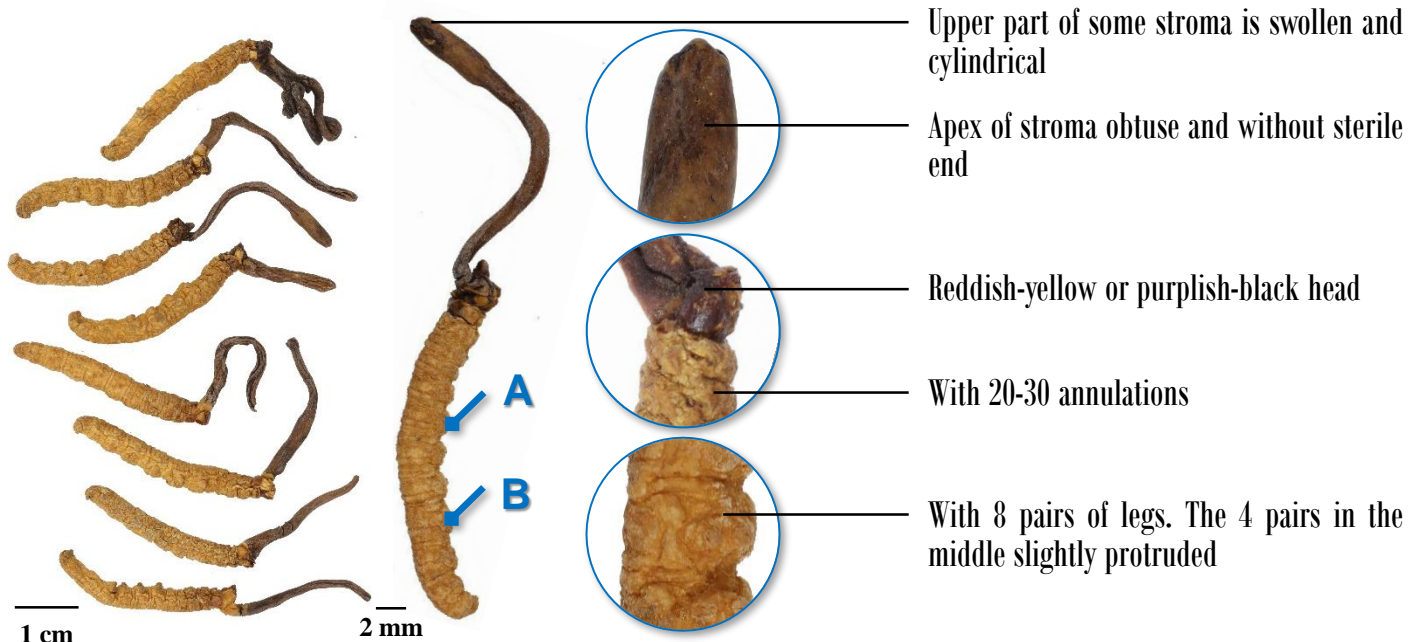 Upper part of some stroma is swollen and
cylindrical
Apex of stroma obtuse and without sterile
end
Reddish-yellow or purplish-black head
A
With 20-30 annulations
B
With 8 pairs of legs. The 4 pairs in the
middle slightly protruded
1 cm
2 mm